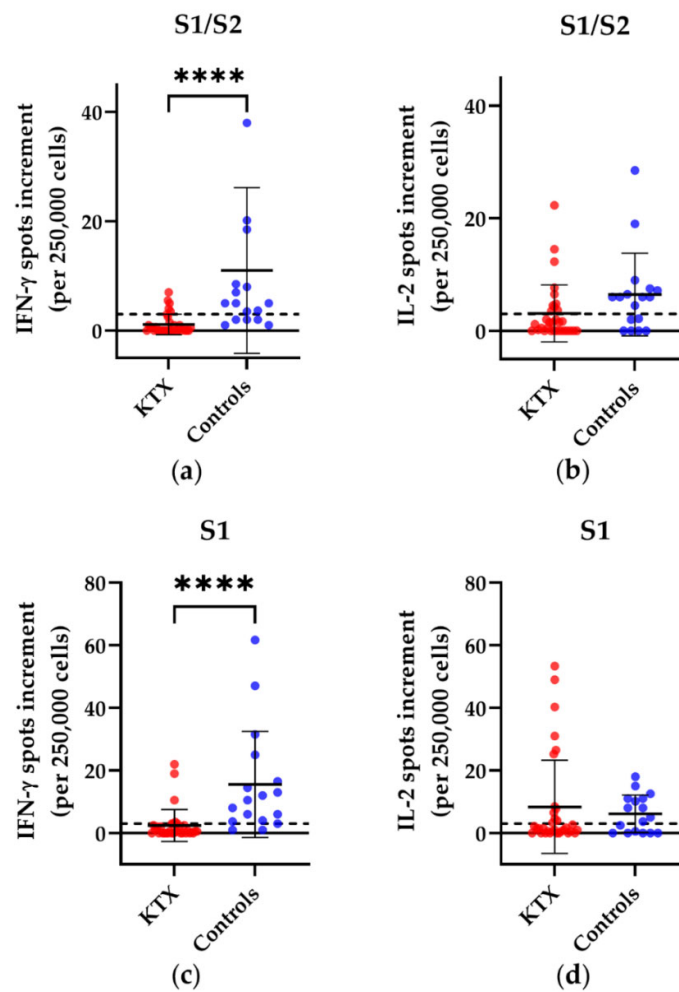 S1/S2
****
IFN-γ spots increment
(per 250,000 cells)
40
20
0
KTX
Controls
(a)
S1/S2
IL-2 spots increment
(per 250,000 cells)
40
20
0
KTX
Controls
(b)
S1
****
IFN-γ spots increment
(per 250,000 cells)
80
60
40
20
0
KTX
Controls
(c)
S1
IL-2 spots increment
(per 250,000 cells)
80
60
40
20
0
KTX
Controls
(d)